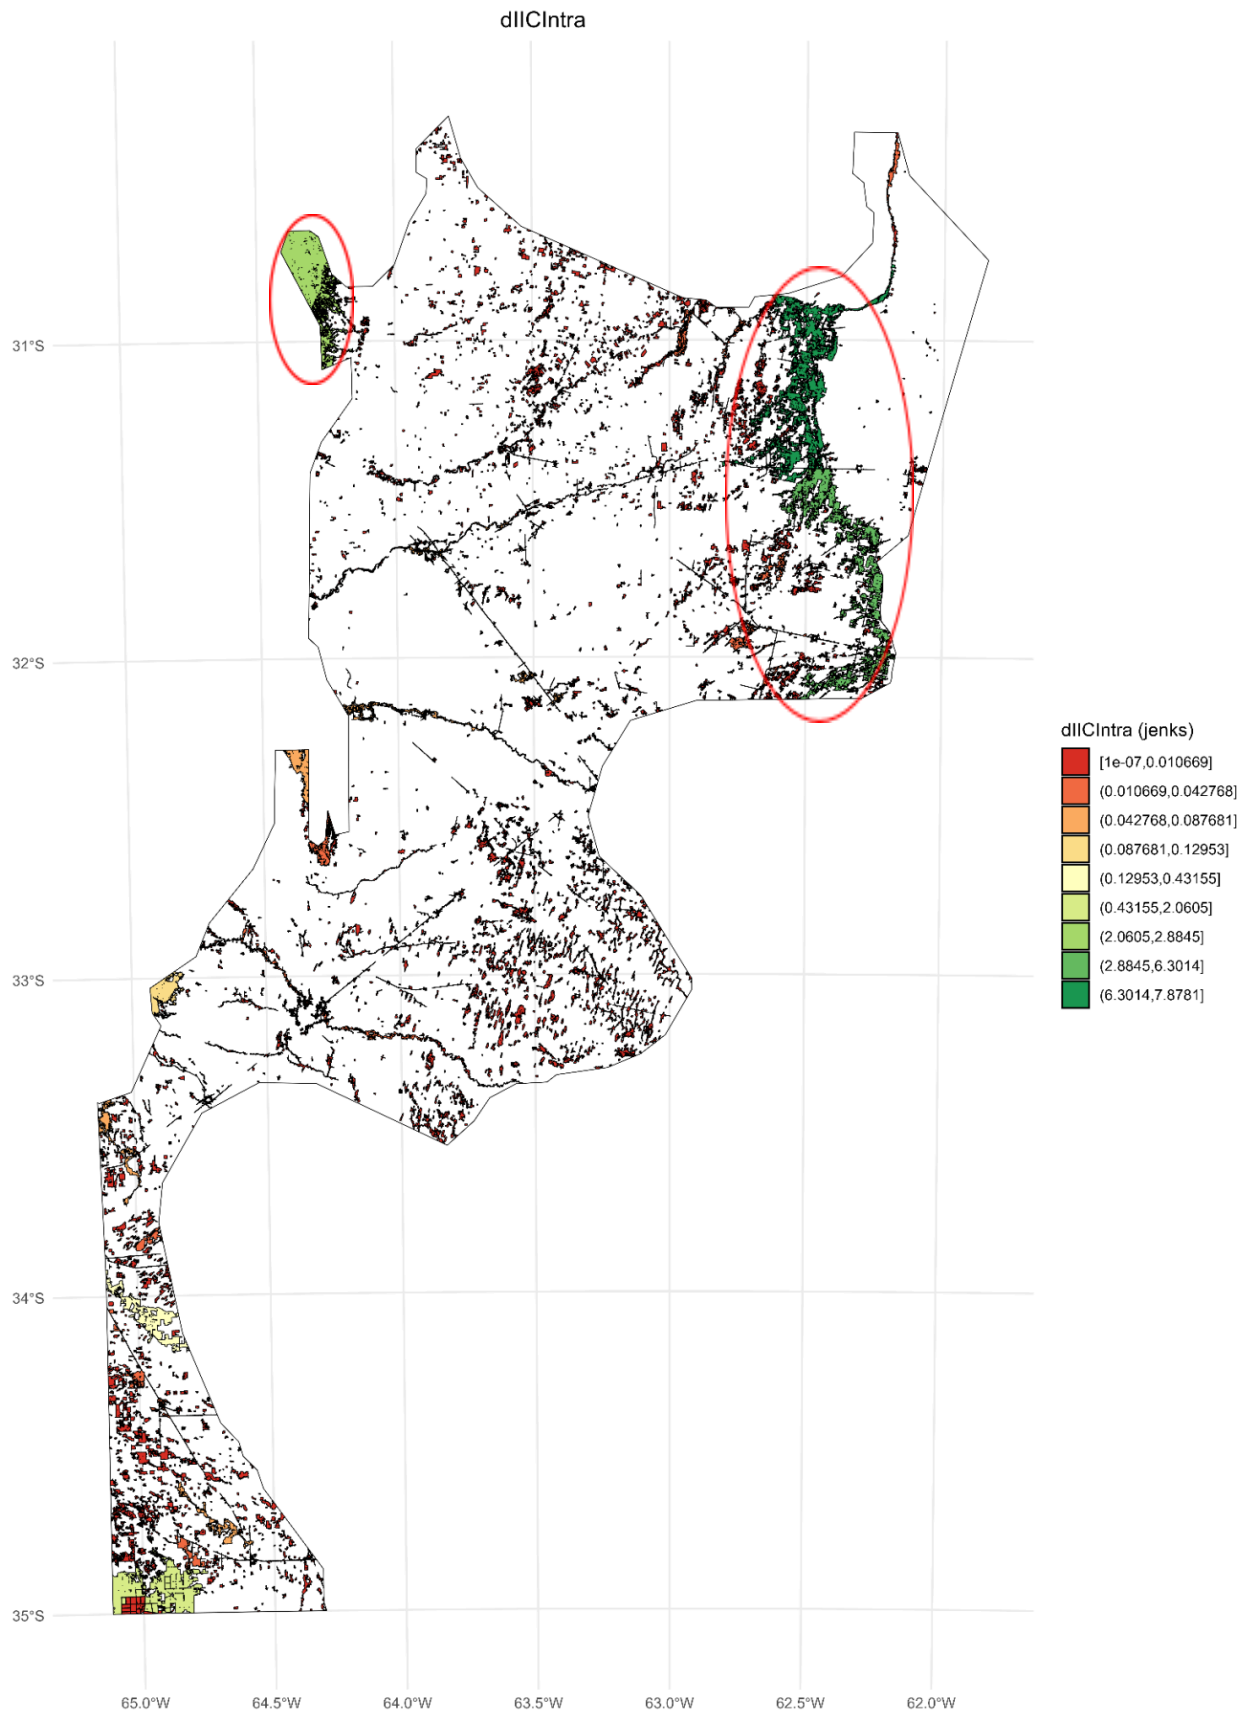 dIICIntra
31°S
32°S
33°S
34°S
35°S
65.0°W
64.5°W
64.0°W
63.5°W
63.0°W
62.5°W
62.0°W
dIICIntra (jenks)
[1e-07,0.010669]
(0.010669,0.042768]
(0.042768,0.087681]
(0.087681,0.12953]
(0.12953,0.43155]
(0.43155,2.0605]
(2.0605,2.8845]
(2.8845,6.3014]
(6.3014,7.8781]